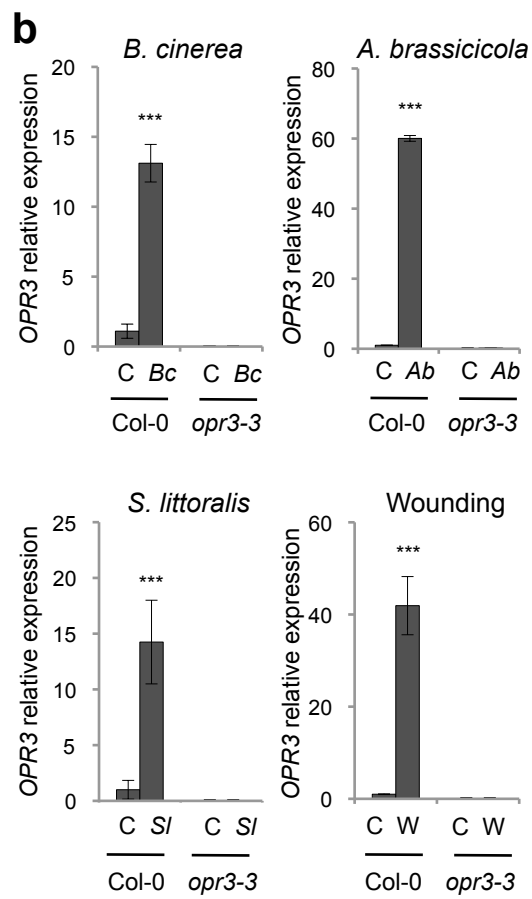 b
B. cinerea
OPR3 relative expression
20
15
10
5
0
***
C Bc C Bc
Col-0 opr3-3
A. brassicicola
OPR3 relative expression
80
60
40
20
0
***
C Ab C Ab
Col-0 opr3-3
S. littoralis
OPR3 relative expression
25
20
15
10
5
0
***
C Sl C Sl
Col-0 opr3-3
Wounding
OPR3 relative expression
60
40
20
0
***
C W C W
Col-0 opr3-3